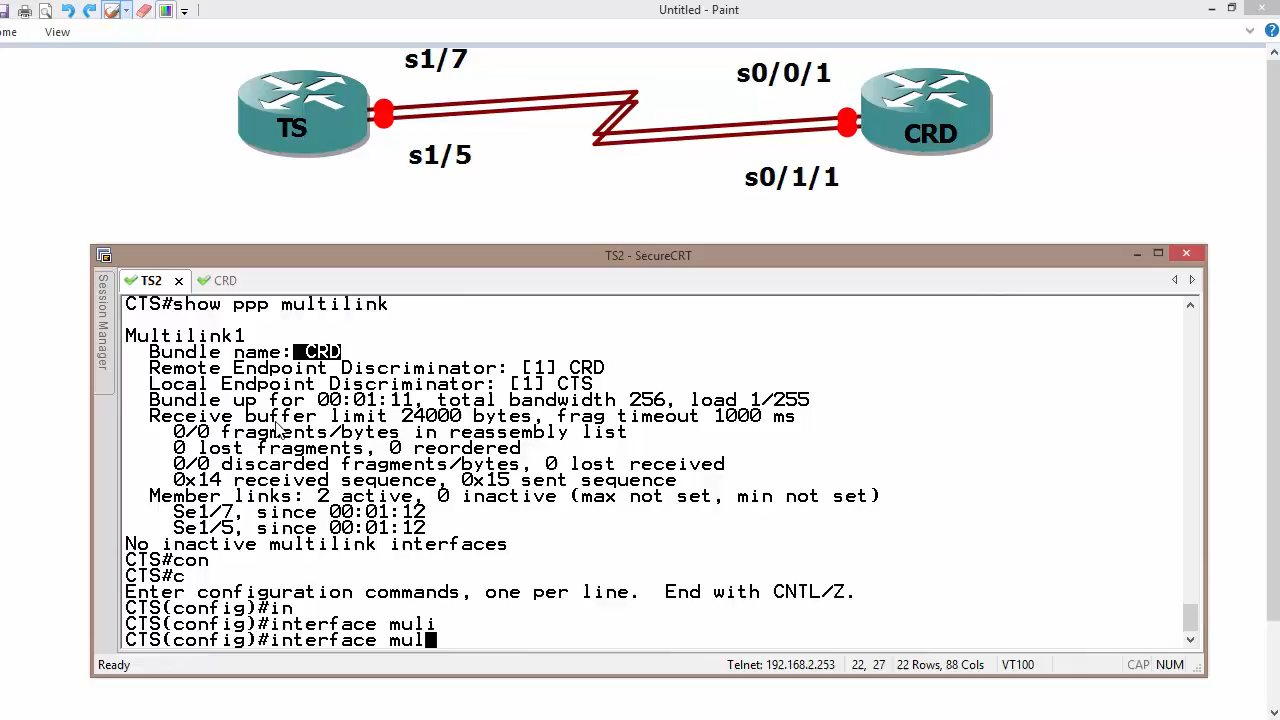 Untitled - Paint
ome View
s1/7
s0/0/1
TS
CRD
s1/5
s0/1/1
TS2 - SecureCRT
TS2
CRD
Session Manager
CTS#show ppp multilink
Multilink1
Bundle name: CRD
Remote Endpoint Discriminator: [1] CRD
Local Endpoint Discriminator: [1] CTS
Bundle up for 00:01:11, total bandwidth 256, load 1/255
Receive buffer limit 24000 bytes, frag timeout 1000 ms
0/0 fragments/bytes in reassembly list
0 lost fragments, 0 reordered
0/0 discarded fragments/bytes, 0 lost received
0x14 received sequence, 0x15 sent sequence
Member links: 2 active, 0 inactive (max not set, min not set)
Se1/7, since 00:01:12
Se1/5, since 00:01:12
No inactive multilink interfaces
CTS#con
CTS#c
Enter configuration commands, one per line.  End with CNTL/Z.
CTS(config)#in
CTS(config)#interface muli
CTS(config)#interface mul
Ready
Telnet: 192.168.2.253
22, 27
22 Rows, 88 Cols
VT100
CAP NUM